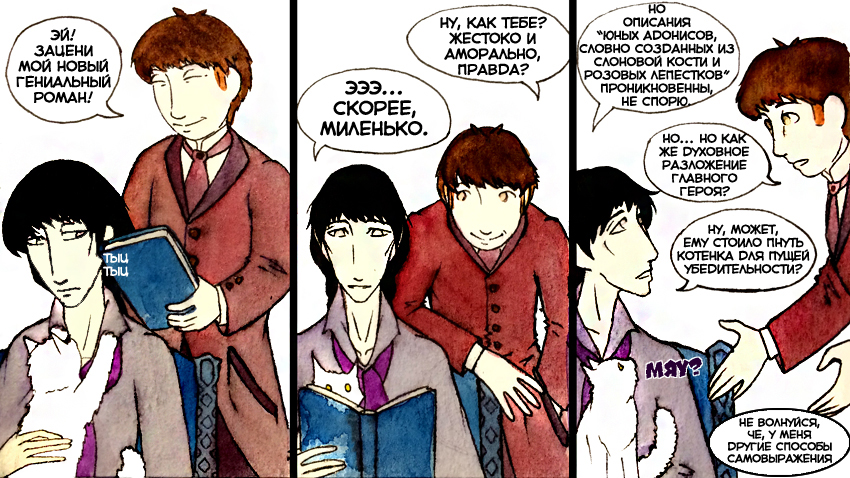 ЭЙ!
ЗАЦЕНИ
МОЙ НОВЫЙ
ГЕНИАЛЬНЫЙ
РОМАН!
ТЫЦ
ТЫЦ
НУ, КАК ТЕБЕ?
ЖЕСТОКО И
АМОРАЛЬНО,
ПРАВДА?
ЭЭЭ...
СКОРЕЕ,
МИЛЕНЬКО.
НО
ОПИСАНИЯ
"ЮНЫХ АДОНИСОВ,
СЛОВНО СОЗДАННЫХ ИЗ
СЛОНОВОЙ КОСТИ И
РОЗОВЫХ ЛЕПЕСТКОВ"
ПРОНИКНОВЕННЫ,
НЕ СПОРЮ.
НО... НО КАК
ЖЕ ДУХОВНОЕ
РАЗЛОЖЕНИЕ
ГЛАВНОГО
ГЕРОЯ?
НУ, МОЖЕТ,
ЕМУ СТОИЛО ПНУТЬ
КОТЕНКА ДЛЯ ПУЩЕЙ
УБЕДИТЕЛЬНОСТИ?
МЯУ?
НЕ ВОЛНУЙСЯ,
ЧЕ, У МЕНЯ
ДРУГИЕ СПОСОБЫ
САМОВЫРАЖЕНИЯ